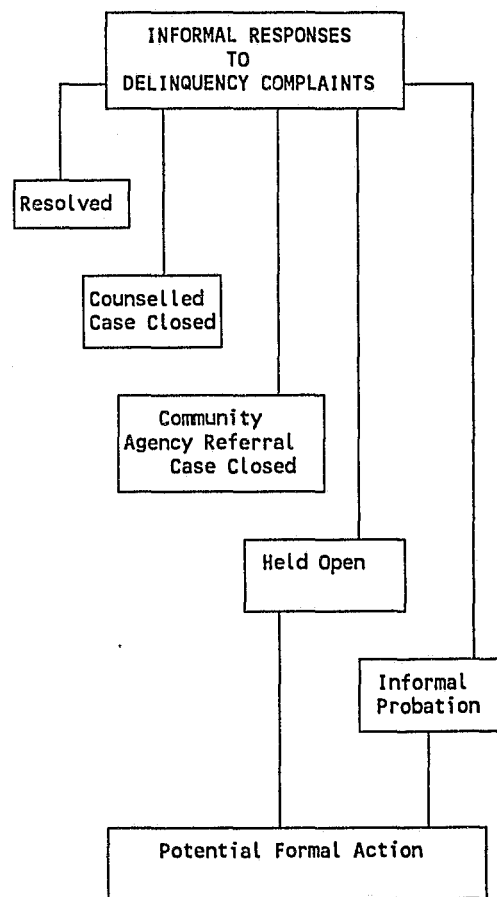 INFORMAL RESPONSES
TO
DELINQUENCY COMPLAINTS
Resolved
Counselled
Case Closed
Community
Agency Referral
Case Closed
Held Open
Informal
Probation
Potential Formal Action